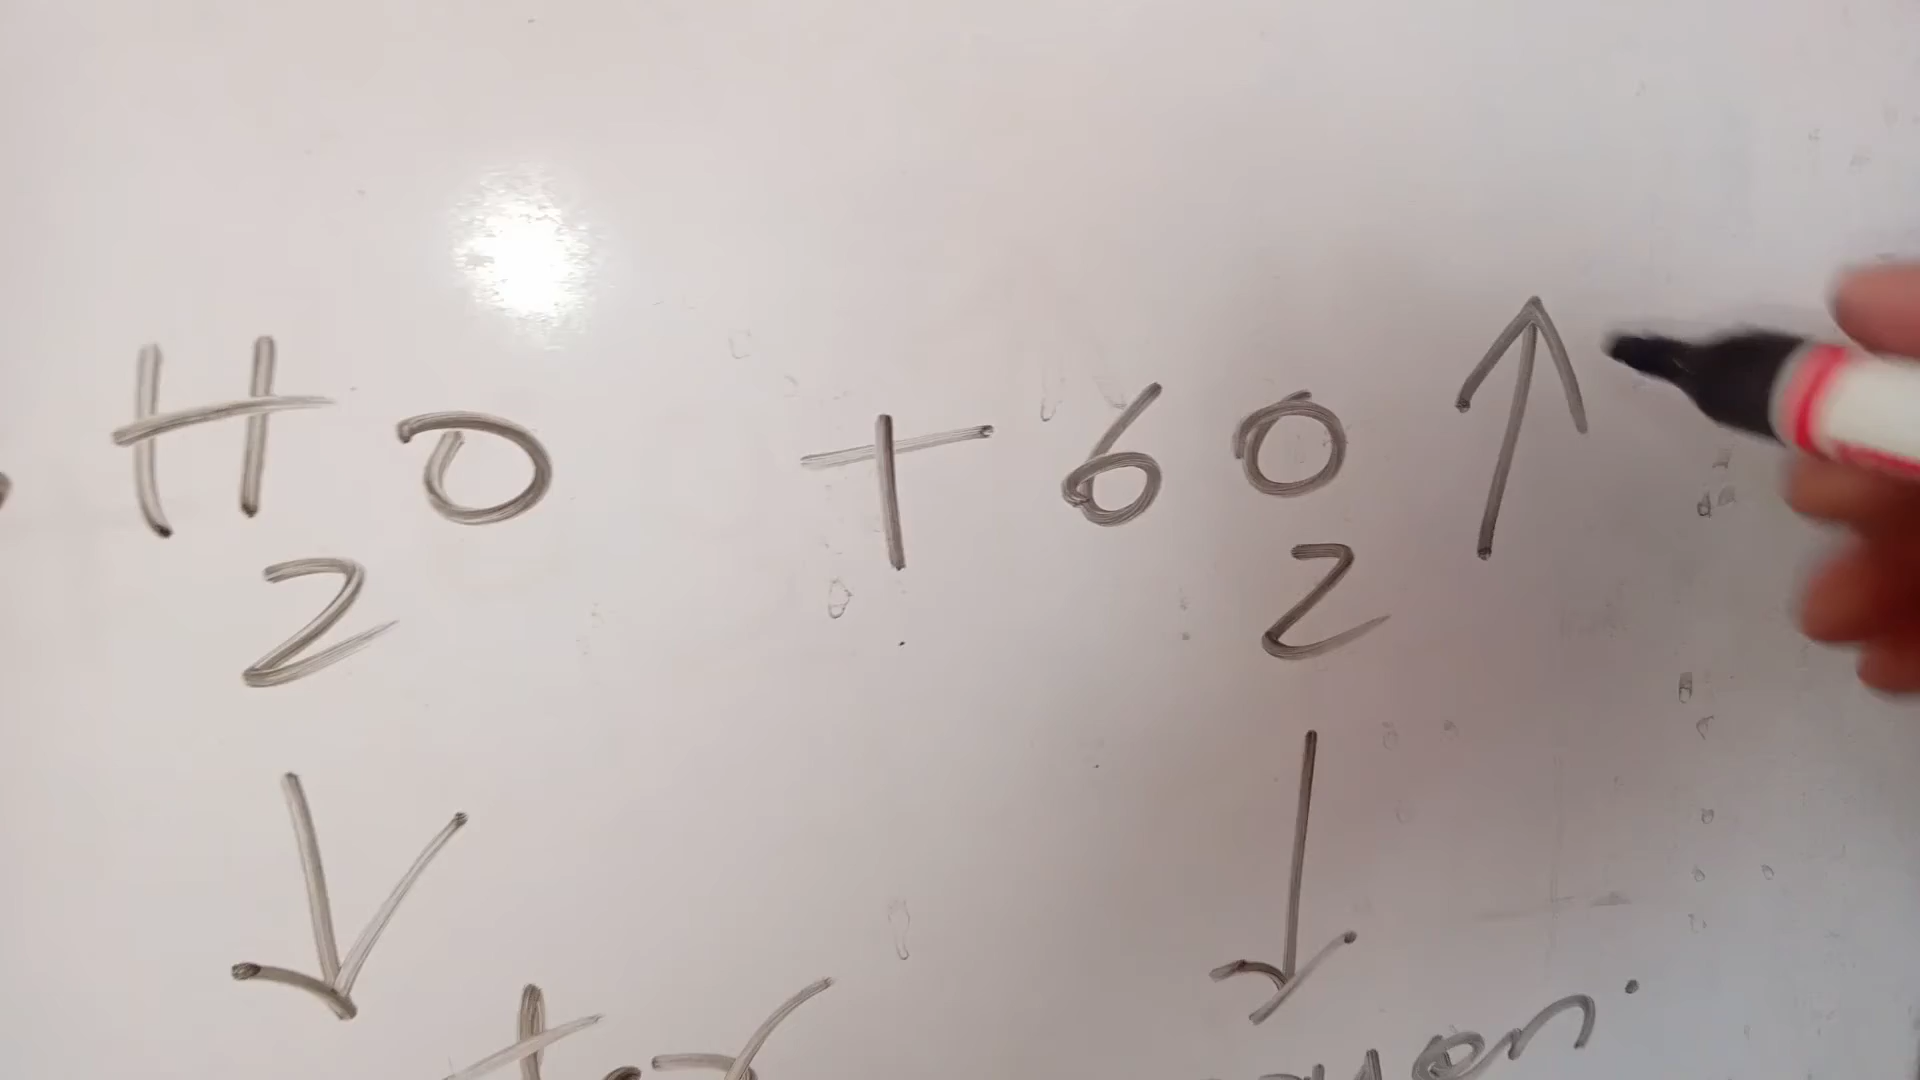 H₂O + 6O₂ ↑
↓ ↓